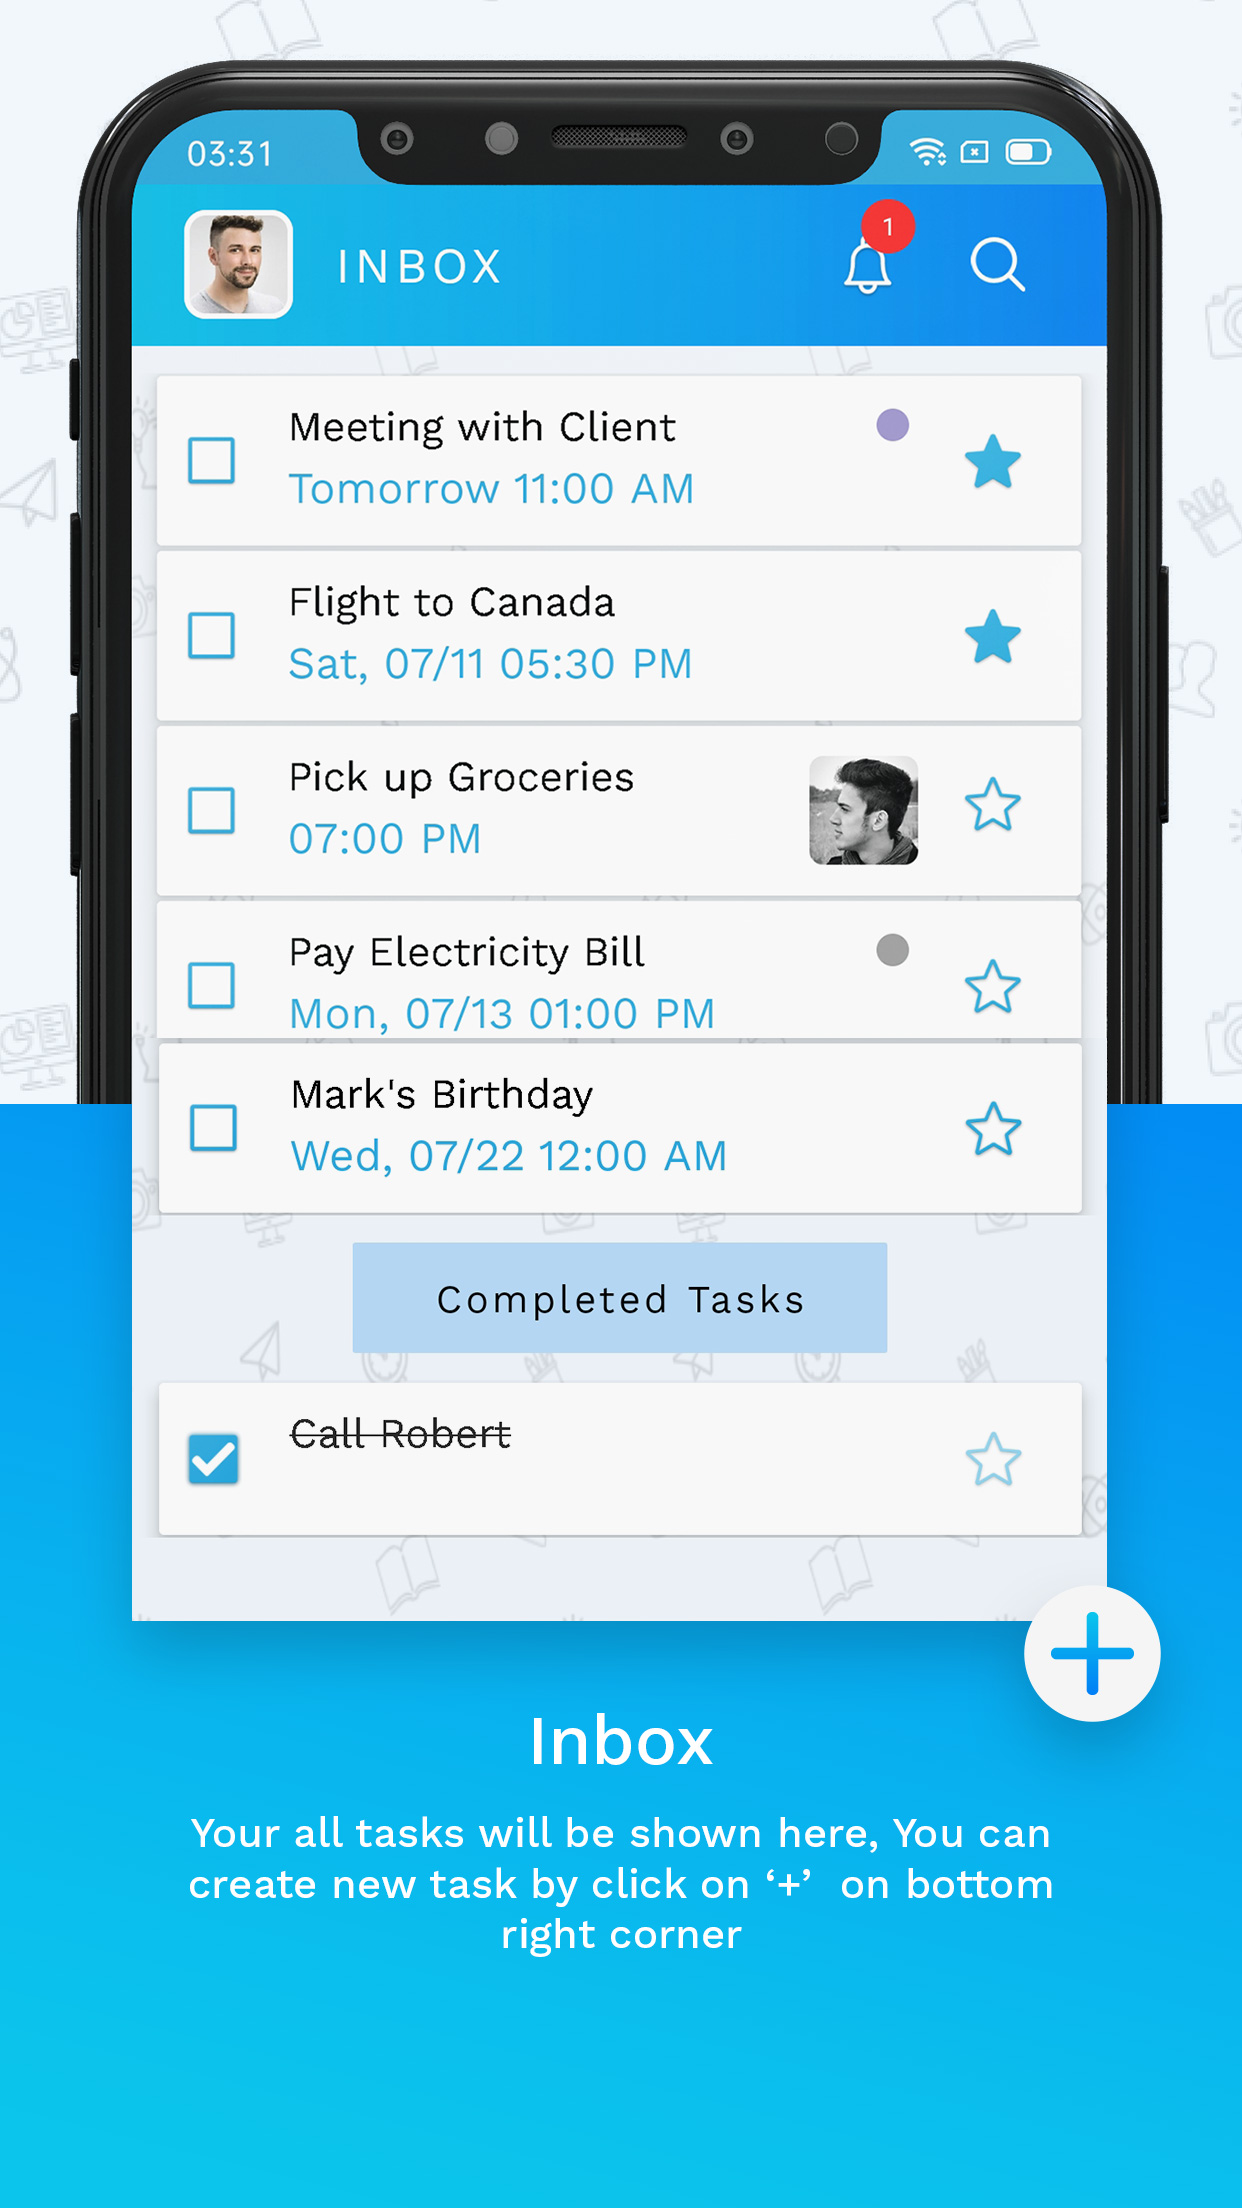 03:31
INBOX
1
Meeting with Client
Tomorrow 11:00 AM
Flight to Canada
Sat, 07/11 05:30 PM
Pick up Groceries
07:00 PM
Pay Electricity Bill
Mon, 07/13 01:00 PM
Mark's Birthday
Wed, 07/22 12:00 AM
Completed Tasks
Call Robert
Inbox
Your all tasks will be shown here, You can
create new task by click on ‘+’  on bottom
right corner